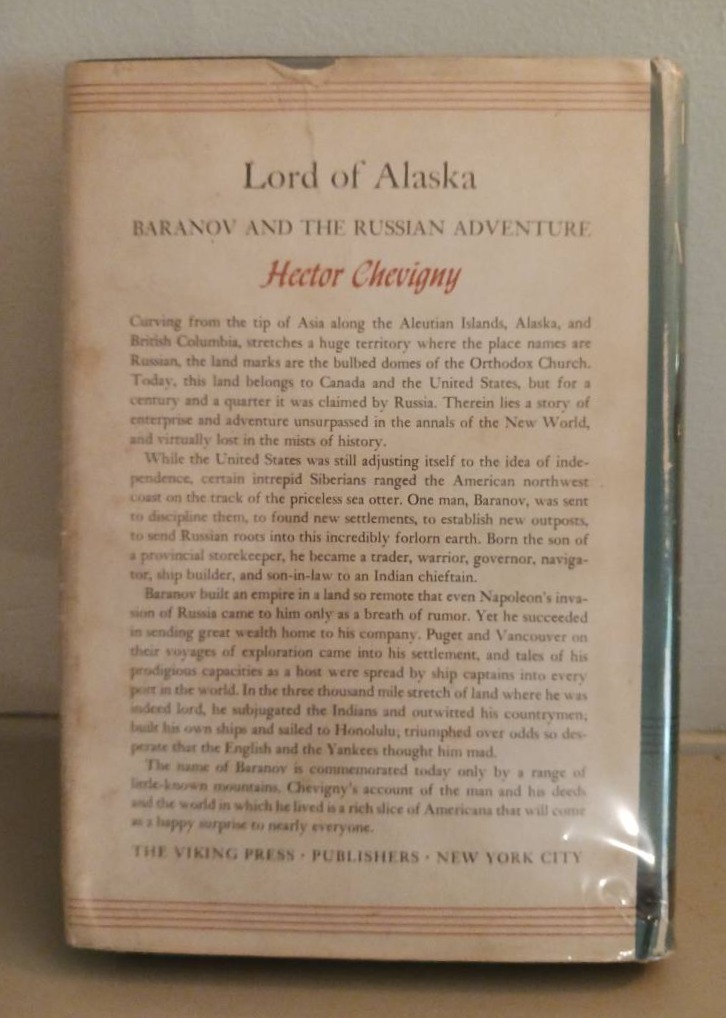 Lord of Alaska
BARANOV AND THE RUSSIAN ADVENTURE
Hector Chevigny
Curving from the tip of Asia along the Aleutian Islands, Alaska, and
British Columbia, stretches a huge territory where the place names are
Russian, the land marks are the bulbed domes of the Orthodox Church.
Today, this land belongs to Canada and the United States, but for a
century and a quarter it was claimed by Russia. Therein lies a story of
enterprise and adventure unsurpassed in the annals of the New World,
and virtually lost in the mists of history.
While the United States was still adjusting itself to the idea of inde-
pendence, certain intrepid Siberians ranged the American northwest
coast on the track of the priceless sea otter. One man, Baranov, was sent
to discipline them, to found new settlements, to establish new outposts,
to send Russian roots into this incredibly forlorn earth. Born the son of
a provincial storekeeper, he became a trader, warrior, governor, naviga-
tor, ship builder, and son-in-law to an Indian chieftain.
Baranov built an empire in a land so remote that even Napoleon's inva-
sion of Russia came to him only as a breath of rumor. Yet he succeeded
in sending great wealth home to his company. Puget and Vancouver on
their voyages of exploration came into his settlement, and tales of his
prodigious capacities as a host were spread by ship captains into every
port in the world. In the three thousand mile stretch of land where he was
indeed lord, he subjugated the Indians and outwitted his countrymen;
built his own ships and sailed to Honolulu; triumphed over odds so des-
perate that the English and the Yankees thought him mad.
The name of Baranov is commemorated today only by a range of
little-known mountains. Chevigny's account of the man and his deeds
and the world in which he lived is a rich slice of Americana that will come
as a happy surprise to nearly everyone.
THE VIKING PRESS · PUBLISHERS · NEW YORK CITY